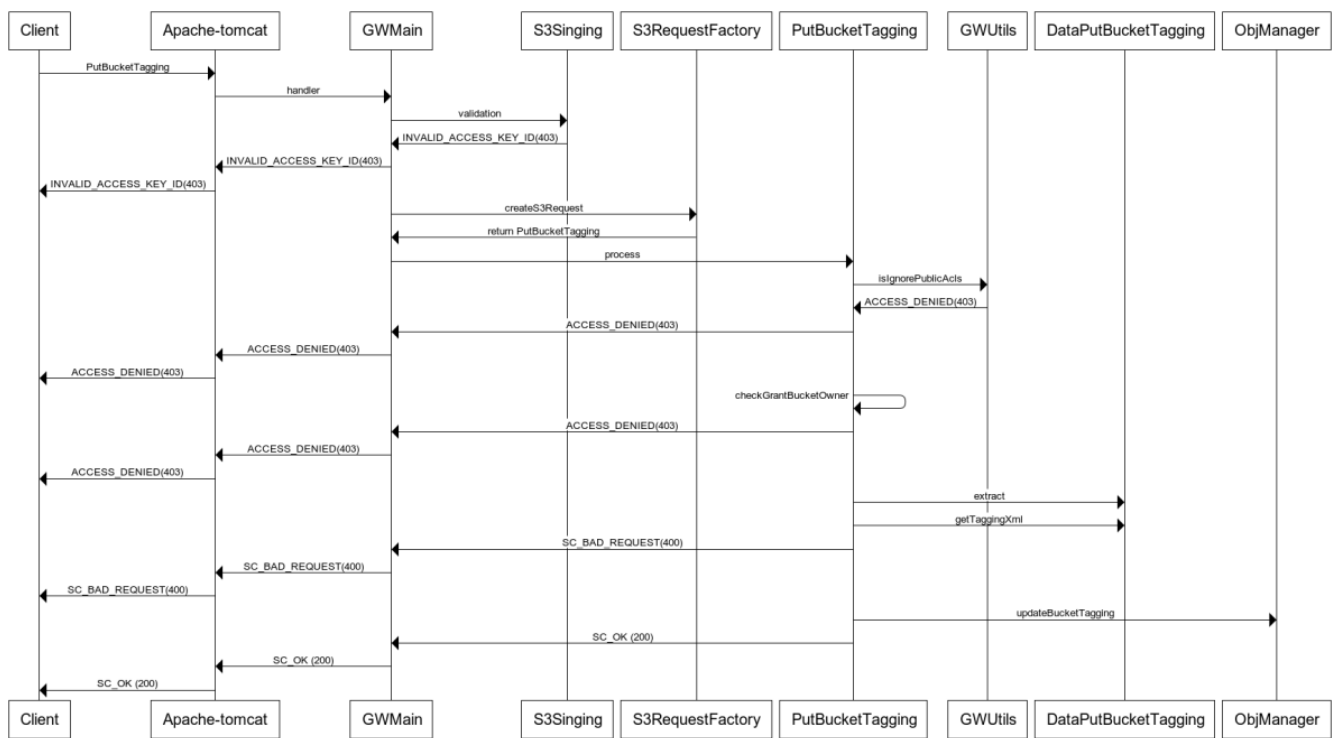 Client Apache-tomcat GWMain S3Singing S3RequestFactory PutBucketTagging GWUtils DataPutBucketTagging ObjManager
PutBucketTagging
handler
validation
INVALID_ACCESS_KEY_ID(403)
INVALID_ACCESS_KEY_ID(403)
INVALID_ACCESS_KEY_ID(403)
createS3Request
return PutBucketTagging
process
isIgnorePublicAcls
ACCESS_DENIED(403)
ACCESS_DENIED(403)
ACCESS_DENIED(403)
ACCESS_DENIED(403)
checkGrantBucketOwner
ACCESS_DENIED(403)
ACCESS_DENIED(403)
ACCESS_DENIED(403)
extract
getTaggingXml
SC_BAD_REQUEST(400)
SC_BAD_REQUEST(400)
SC_BAD_REQUEST(400)
updateBucketTagging
SC_OK (200)
SC_OK (200)
SC_OK (200)
Client Apache-tomcat GWMain S3Singing S3RequestFactory PutBucketTagging GWUtils DataPutBucketTagging ObjManager